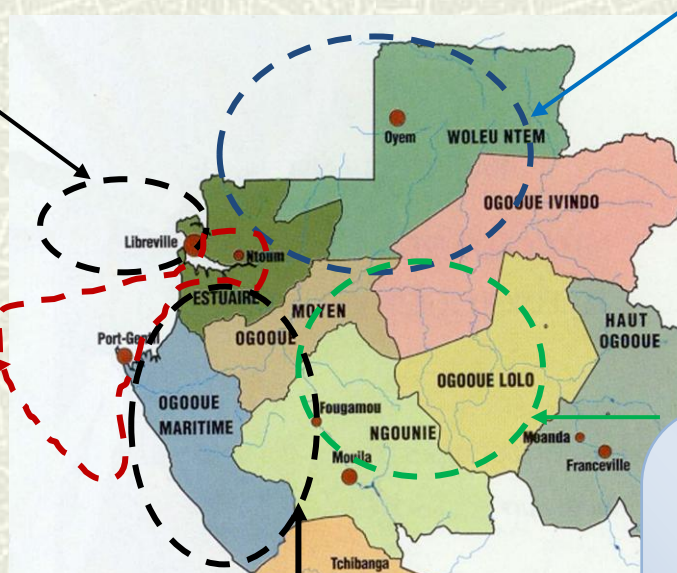 Oyem
WOLEU NTEM
OGOOUE IVINDO
Libreville
Ntoum
ESTUAIRE
MOYEN
OGOOUE
HAUT
OGOOUE
Port-Gentil
OGOOUE
MARITIME
OGOOUE LOLO
Fougamou
NGOUNIE
Moanda
Franceville
Mouila
Tchibanga